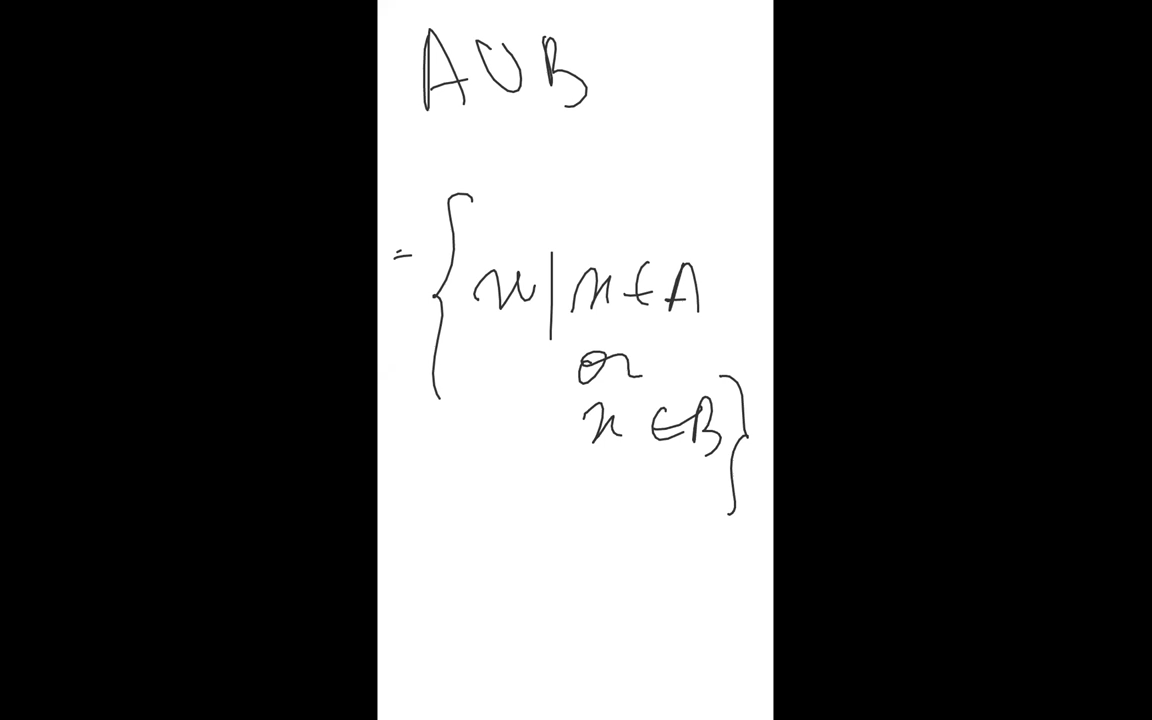 A∪B
= { x | x ∈ A
or
x ∈ B }